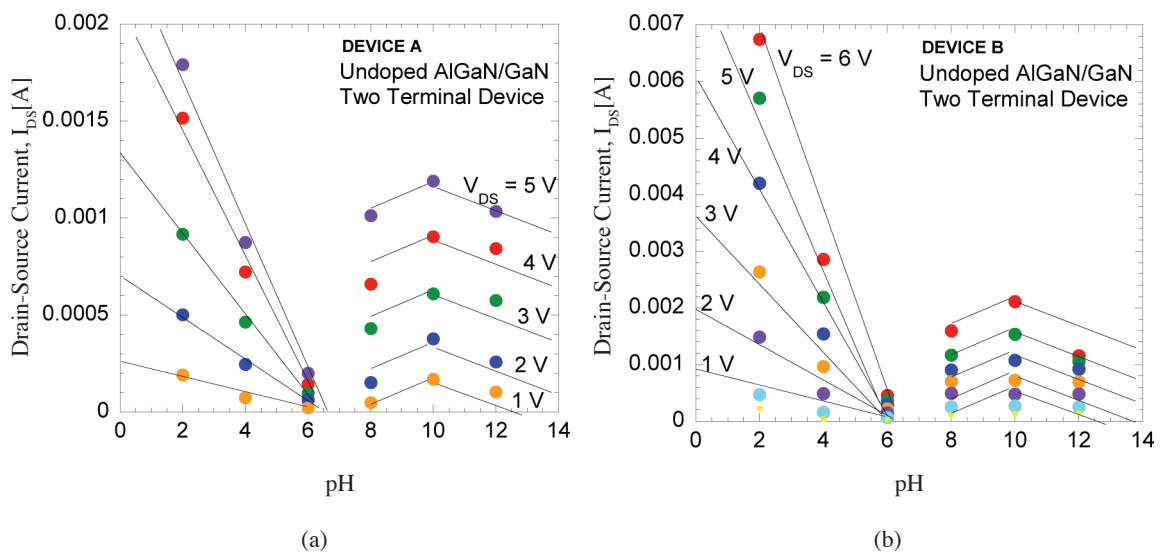 DEVICE A
Undoped AlGaN/GaN
Two Terminal Device
V_DS = 5 V
4 V
3 V
2 V
1 V
0.002
0.0015
0.001
0.0005
0
0 2 4 6 8 10 12 14
Drain-Source Current, I_DS[A]
pH
(a)
DEVICE B
Undoped AlGaN/GaN
Two Terminal Device
V_DS = 6 V
5 V
4 V
3 V
2 V
1 V
0.007
0.006
0.005
0.004
0.003
0.002
0.001
0
0 2 4 6 8 10 12 14
Drain-Source Current, I_DS[A]
pH
(b)